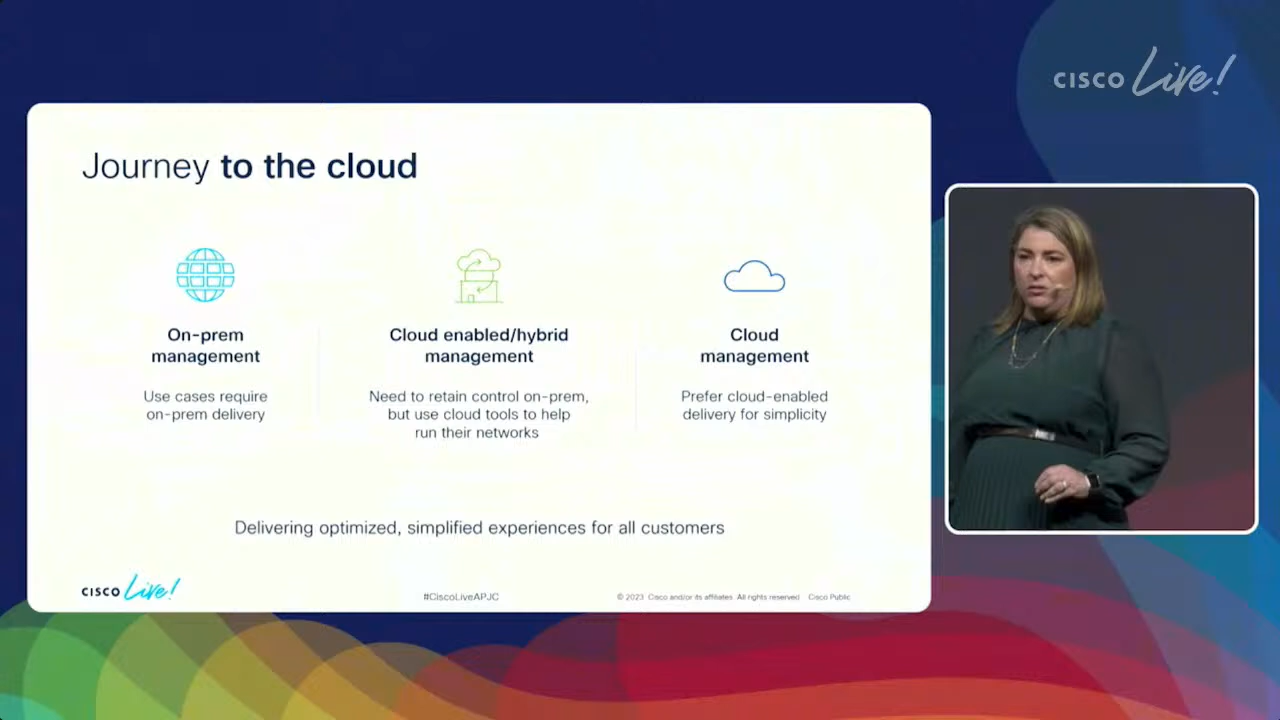 CISCO Live!
Journey to the cloud
On-prem
management
Use cases require
on-prem delivery
Cloud enabled/hybrid
management
Need to retain control on-prem,
but use cloud tools to help
run their networks
Cloud
management
Prefer cloud-enabled
delivery for simplicity
Delivering optimized, simplified experiences for all customers
CISCO Live!
#CiscoLiveAPJC
© 2023 Cisco and/or its affiliates All rights reserved Cisco Public